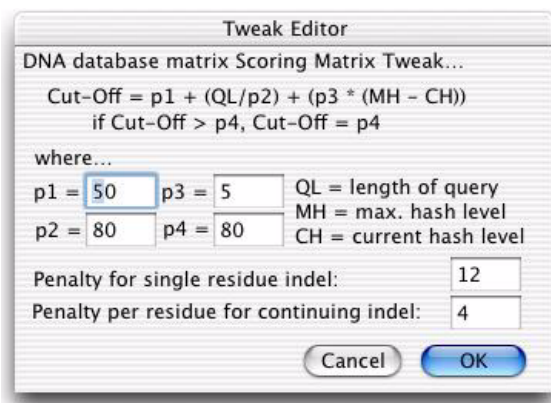 Tweak Editor
DNA database matrix Scoring Matrix Tweak...
Cut-Off = p1 + (QL/p2) + (p3 * (MH - CH))
if Cut-Off > p4, Cut-Off = p4
where...
p1 = 50 p3 = 5 QL = length of query
MH = max. hash level
p2 = 80 p4 = 80 CH = current hash level
Penalty for single residue indel: 12
Penalty per residue for continuing indel: 4
Cancel OK